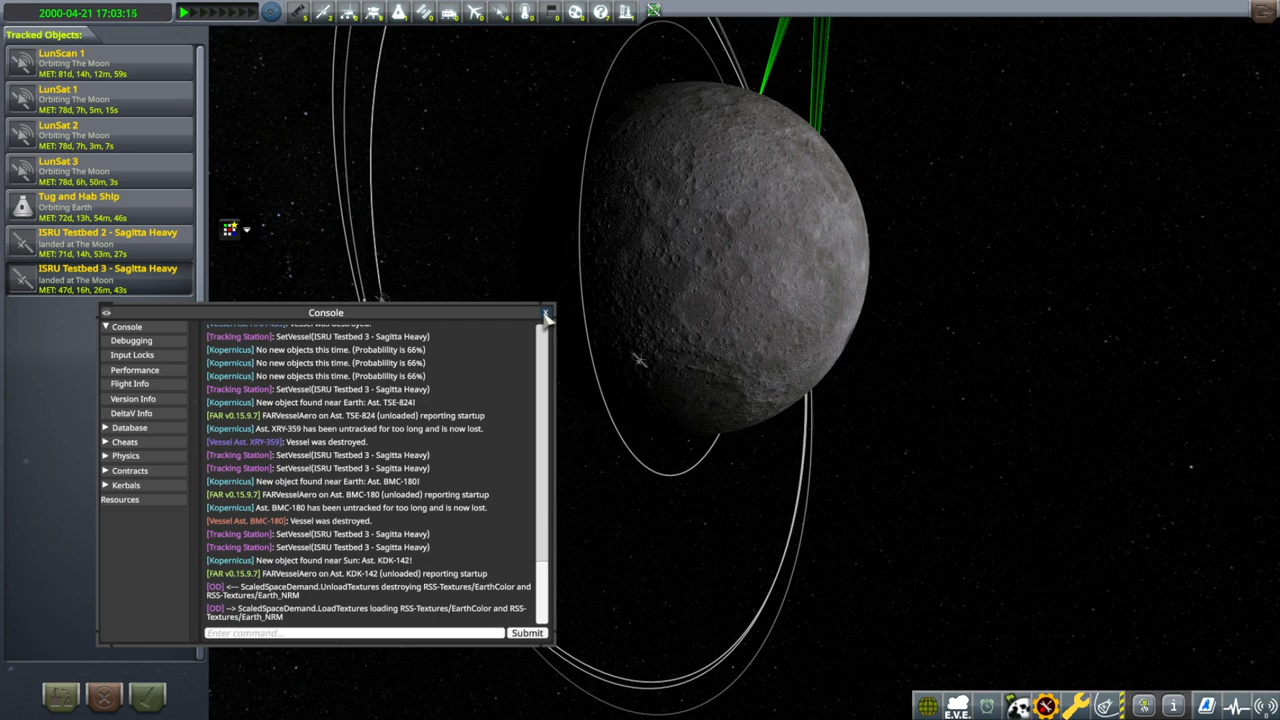 2000-04-21 17:03:15
Tracked Objects:
LunScan 1
Orbiting The Moon
MET: 81d, 14h, 12m, 59s
LunSat 1
Orbiting The Moon
MET: 78d, 7h, 5m, 15s
LunSat 2
Orbiting The Moon
MET: 78d, 7h, 3m, 7s
LunSat 3
Orbiting The Moon
MET: 78d, 6h, 50m, 3s
Tug and Hab Ship
Orbiting Earth
MET: 72d, 13h, 54m, 46s
ISRU Testbed 2 - Sagitta Heavy
landed at The Moon
MET: 71d, 14h, 53m, 27s
ISRU Testbed 3 - Sagitta Heavy
landed at The Moon
MET: 47d, 16h, 26m, 43s
Console
x
Console
Debugging
Input Locks
Performance
Flight Info
Version Info
DeltaV Info
Database
Cheats
Physics
Contracts
Kerbals
Resources
Vessel was destroyed.
[Tracking Station]: SetVessel(ISRU Testbed 3 - Sagitta Heavy)
[Kopernicus] No new objects this time. (Probablility is 66%)
[Kopernicus] No new objects this time. (Probablility is 66%)
[Kopernicus] No new objects this time. (Probablility is 66%)
[Tracking Station]: SetVessel(ISRU Testbed 3 - Sagitta Heavy)
[Kopernicus] New object found near Earth: Ast. TSE-824!
[FAR v0.15.9.7] FARVesselAero on Ast. TSE-824 (unloaded) reporting startup
[Kopernicus] Ast. XRY-359 has been untracked for too long and is now lost.
[Vessel Ast. XRY-359]: Vessel was destroyed.
[Tracking Station]: SetVessel(ISRU Testbed 3 - Sagitta Heavy)
[Tracking Station]: SetVessel(ISRU Testbed 3 - Sagitta Heavy)
[Kopernicus] New object found near Earth: Ast. BMC-180!
[FAR v0.15.9.7] FARVesselAero on Ast. BMC-180 (unloaded) reporting startup
[Kopernicus] Ast. BMC-180 has been untracked for too long and is now lost.
[Vessel Ast. BMC-180]: Vessel was destroyed.
[Tracking Station]: SetVessel(ISRU Testbed 3 - Sagitta Heavy)
[Tracking Station]: SetVessel(ISRU Testbed 3 - Sagitta Heavy)
[Kopernicus] New object found near Sun: Ast. KDK-142!
[FAR v0.15.9.7] FARVesselAero on Ast. KDK-142 (unloaded) reporting startup
[OD] <--- ScaledSpaceDemand.UnloadTextures destroying RSS-Textures/EarthColor and
RSS-Textures/Earth_NRM
[OD] --> ScaledSpaceDemand.LoadTextures loading RSS-Textures/EarthColor and RSS-
Textures/Earth_NRM
Enter command...
Submit
E.V.E.